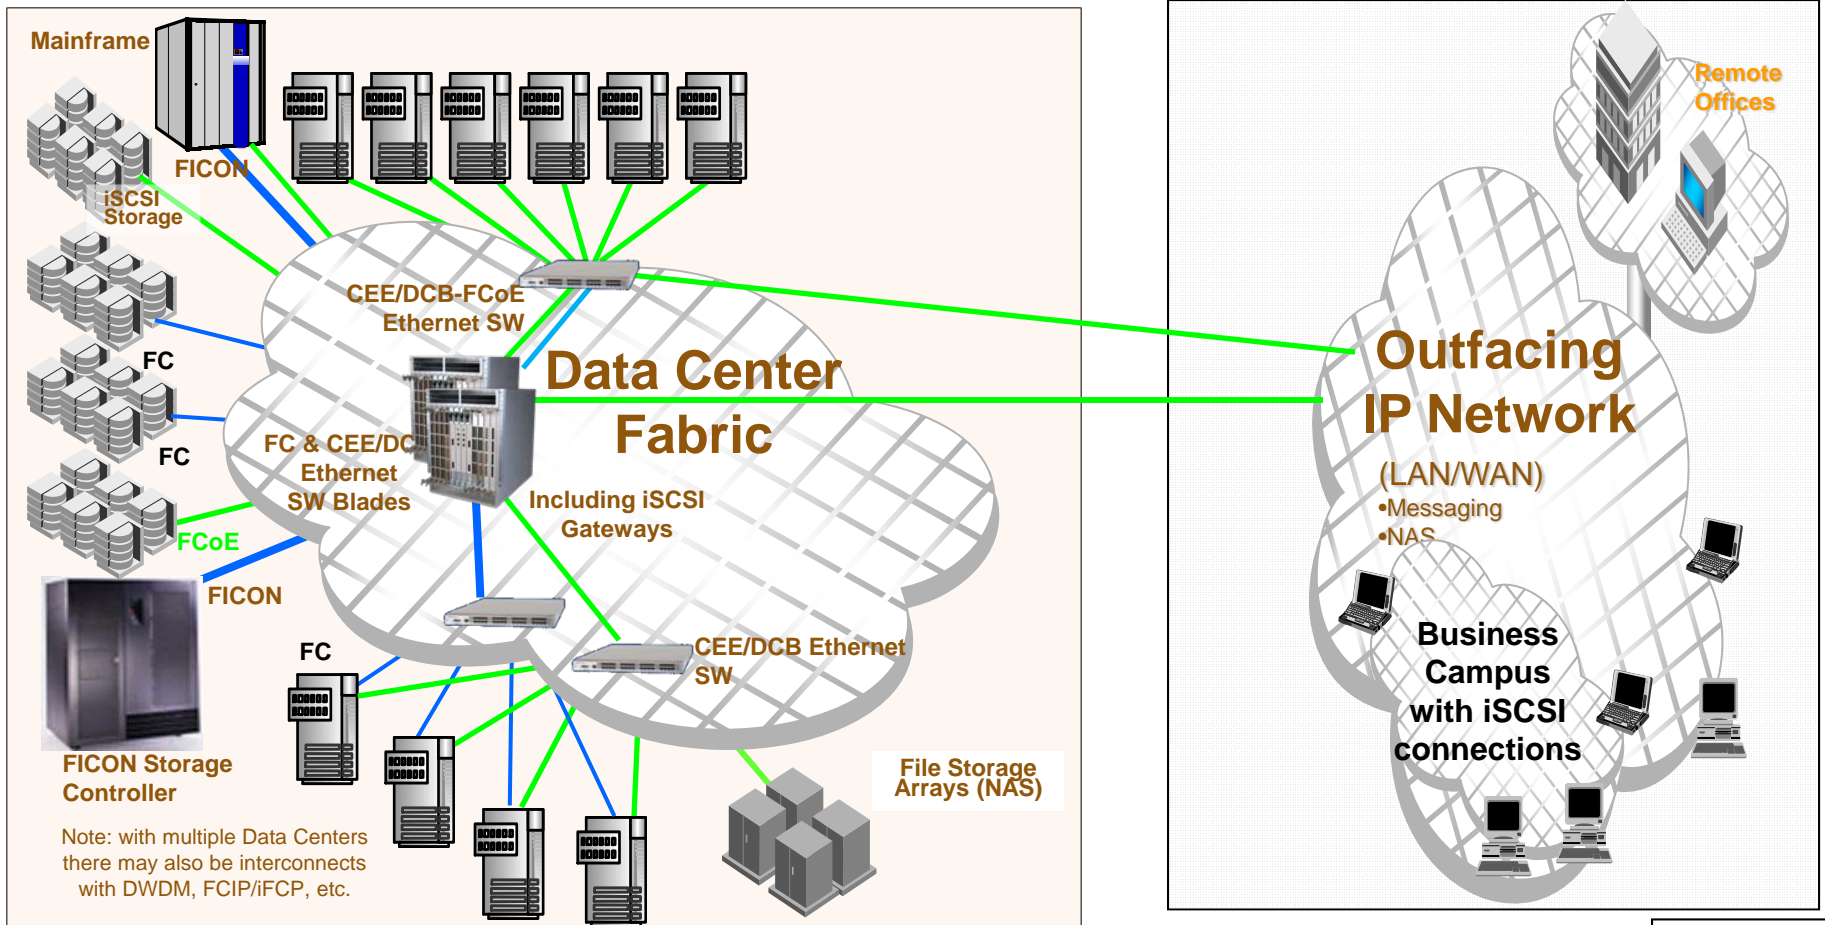 Mainframe
FICON
iSCSI
Storage
CEE/DCB-FCoE
Ethernet SW
FC
FC
FC & CEE/DC
Ethernet
SW Blades
Data Center
Fabric
Including iSCSI
Gateways
FCoE
FICON
FC
CEE/DCB Ethernet
SW
FICON Storage
Controller
File Storage
Arrays (NAS)
Note: with multiple Data Centers
there may also be interconnects
with DWDM, FCIP/iFCP, etc.
Remote
Offices
Outfacing
IP Network
(LAN/WAN)
•Messaging
•NAS
Business
Campus
with iSCSI
connections